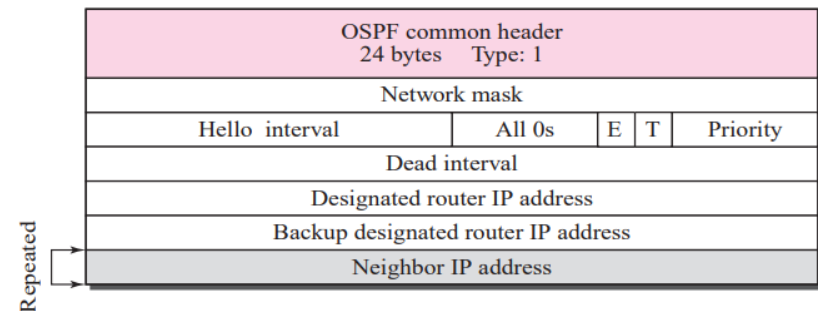 OSPF common header
24 bytes Type: 1
Network mask
Hello interval All 0s E T Priority
Dead interval
Designated router IP address
Backup designated router IP address
Neighbor IP address
Repeated